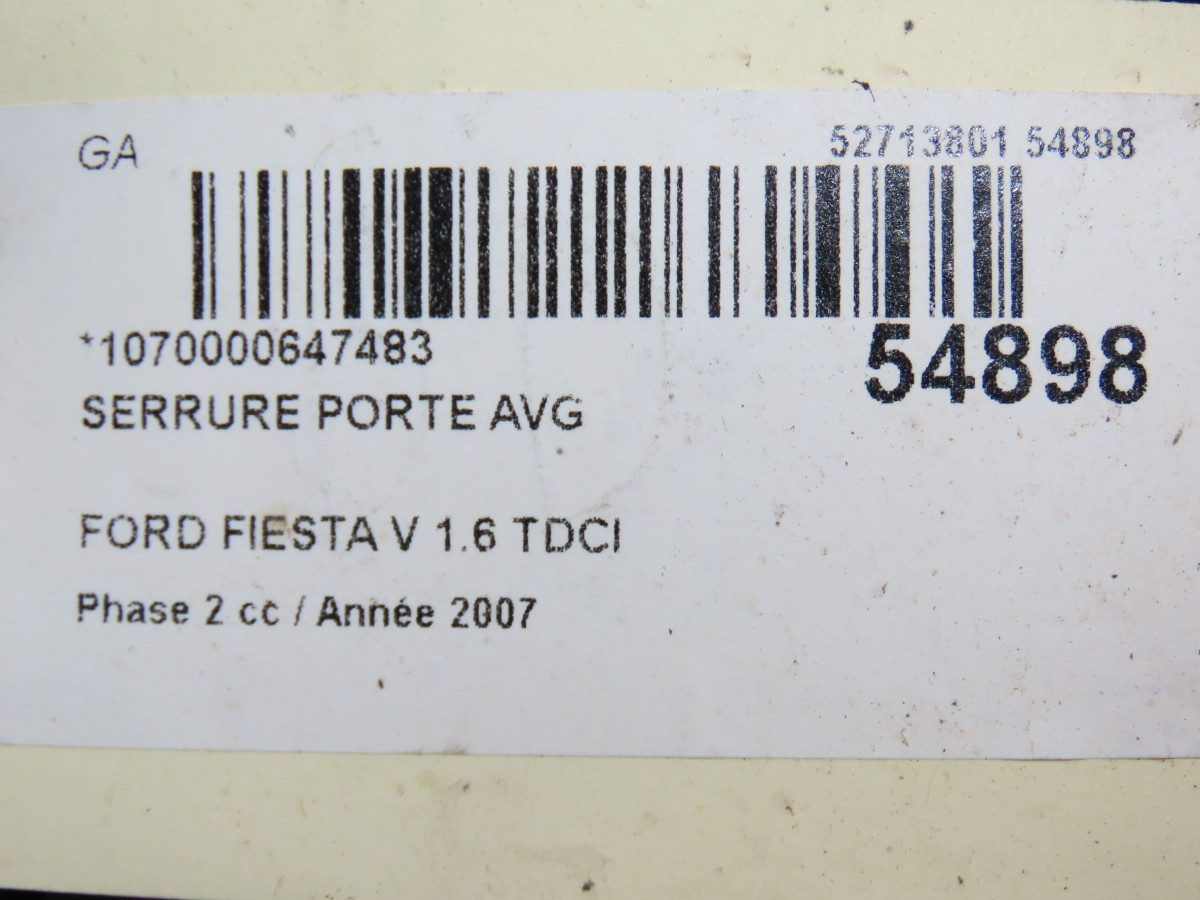 GA
52713801 54898
*1070000647483
54898
SERRURE PORTE AVG
FORD FIESTA V 1.6 TDCI
Phase 2 cc / Année 2007